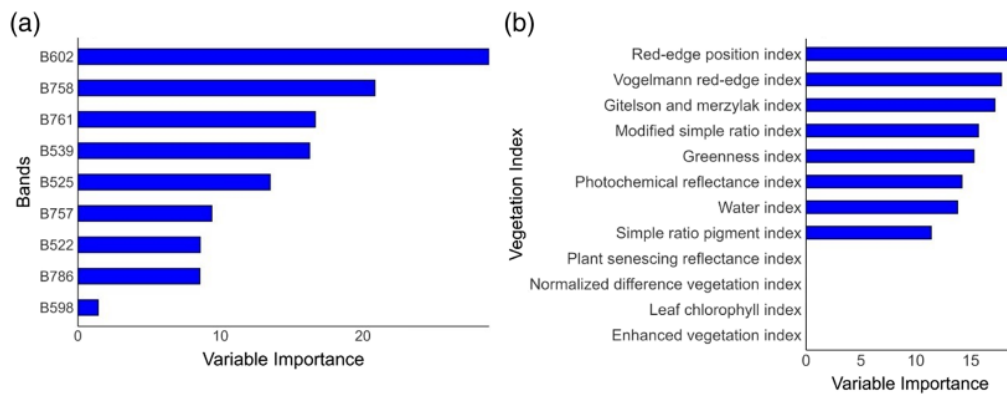 (a)
Bands
B602
B758
B761
B539
B525
B757
B522
B786
B598
0 10 20
Variable Importance
(b)
Vegetation Index
Red-edge position index
Vogelmann red-edge index
Gitelson and merzylak index
Modified simple ratio index
Greenness index
Photochemical reflectance index
Water index
Simple ratio pigment index
Plant senescing reflectance index
Normalized difference vegetation index
Leaf chlorophyll index
Enhanced vegetation index
0 5 10 15
Variable Importance